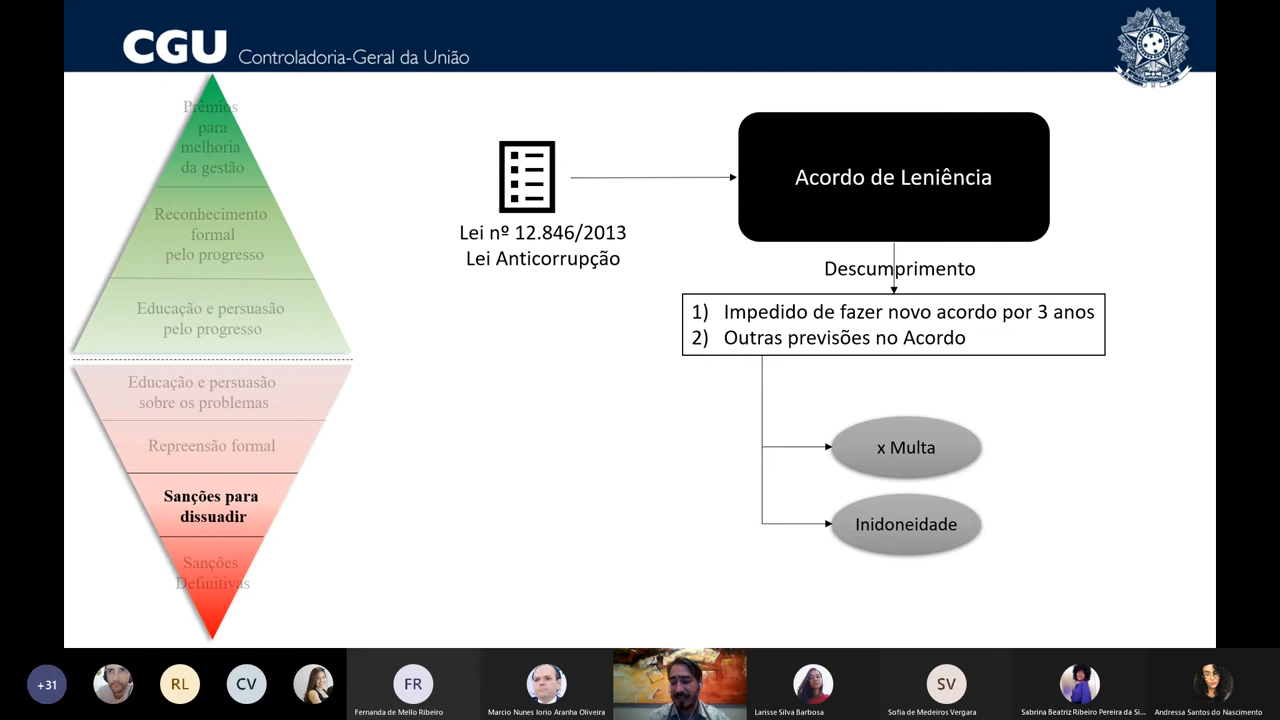 CGU Controladoria-Geral da União
Prêmios
para
melhoria
da gestão
Reconhecimento
formal
pelo progresso
Educação e persuasão
pelo progresso
Educação e persuasão
sobre os problemas
Repreensão formal
Sanções para
dissuadir
Sanções
Definitivas
Lei nº 12.846/2013
Lei Anticorrupção
Acordo de Leniência
Descumprimento
1) Impedido de fazer novo acordo por 3 anos
2) Outras previsões no Acordo
x Multa
Inidoneidade
+31
RL
CV
FR
Fernanda de Mello Ribeiro
Marcio Nunes Iorio Aranha Oliveira
Larisse Silva Barbosa
SV
Sofia de Medeiros Vergara
Sabrina Beatriz Ribeiro Pereira da Si...
Andressa Santos do Nascimento